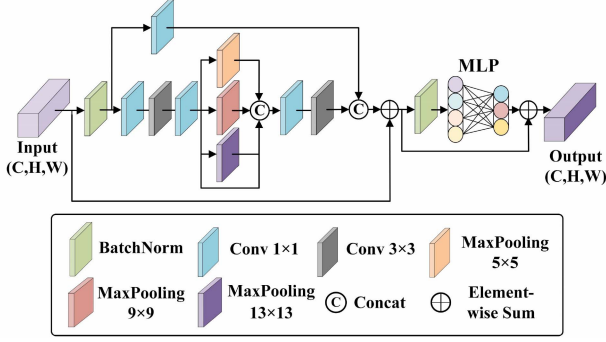 MLP
C
C
Input
(C,H,W)
Output
(C,H,W)
BatchNorm
Conv 1×1
Conv 3×3
MaxPooling
5×5
MaxPooling
9×9
MaxPooling
13×13
C Concat
Element-
wise Sum